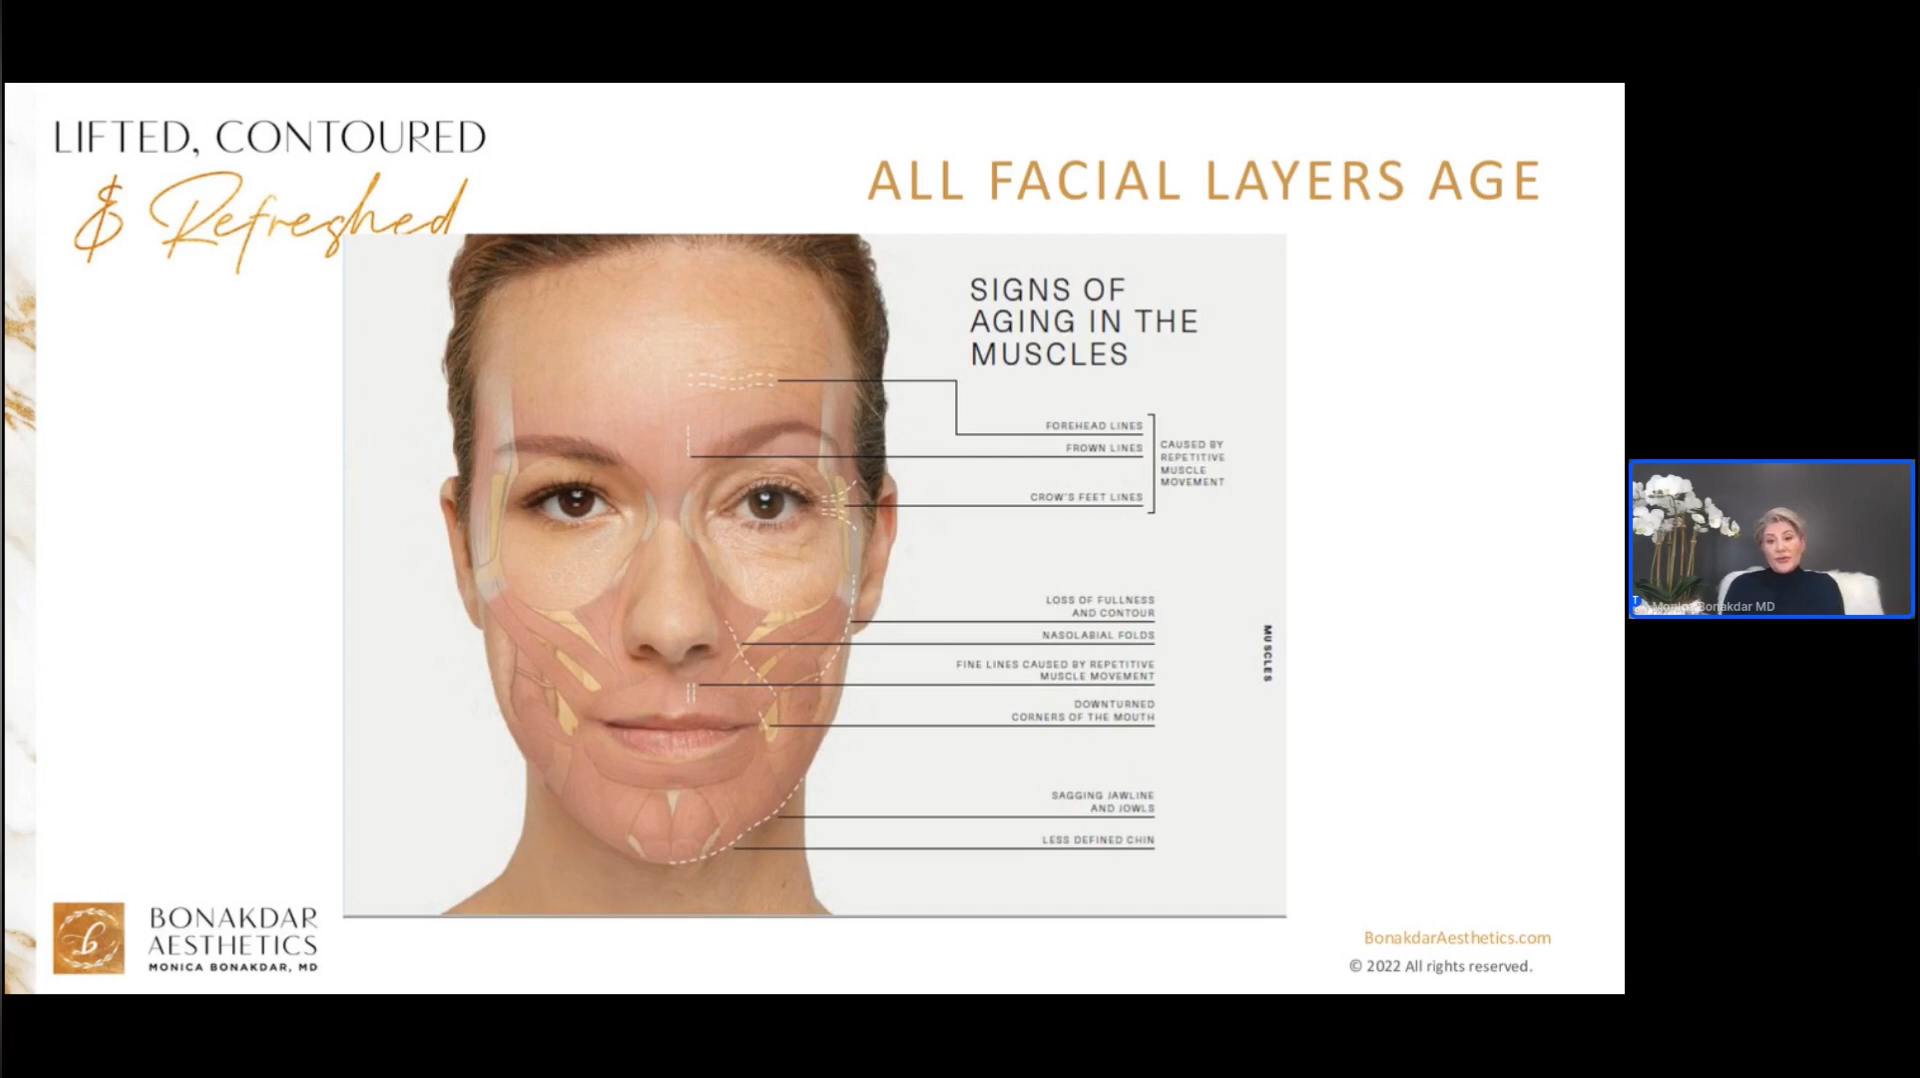 LIFTED, CONTOURED
& Refreshed
ALL FACIAL LAYERS AGE
SIGNS OF
AGING IN THE
MUSCLES
FOREHEAD LINES
FROWN LINES
CROW'S FEET LINES
CAUSED BY
REPETITIVE
MUSCLE
MOVEMENT
LOSS OF FULLNESS
AND CONTOUR
NASOLABIAL FOLDS
FINE LINES CAUSED BY REPETITIVE
MUSCLE MOVEMENT
DOWNTURNED
CORNERS OF THE MOUTH
SAGGING JAWLINE
AND JOWLS
LESS DEFINED CHIN
MUSCLES
b
BONAKDAR
AESTHETICS
MONICA BONAKDAR, MD
BonakdarAesthetics.com
© 2022 All rights reserved.
Monica Bonakdar MD